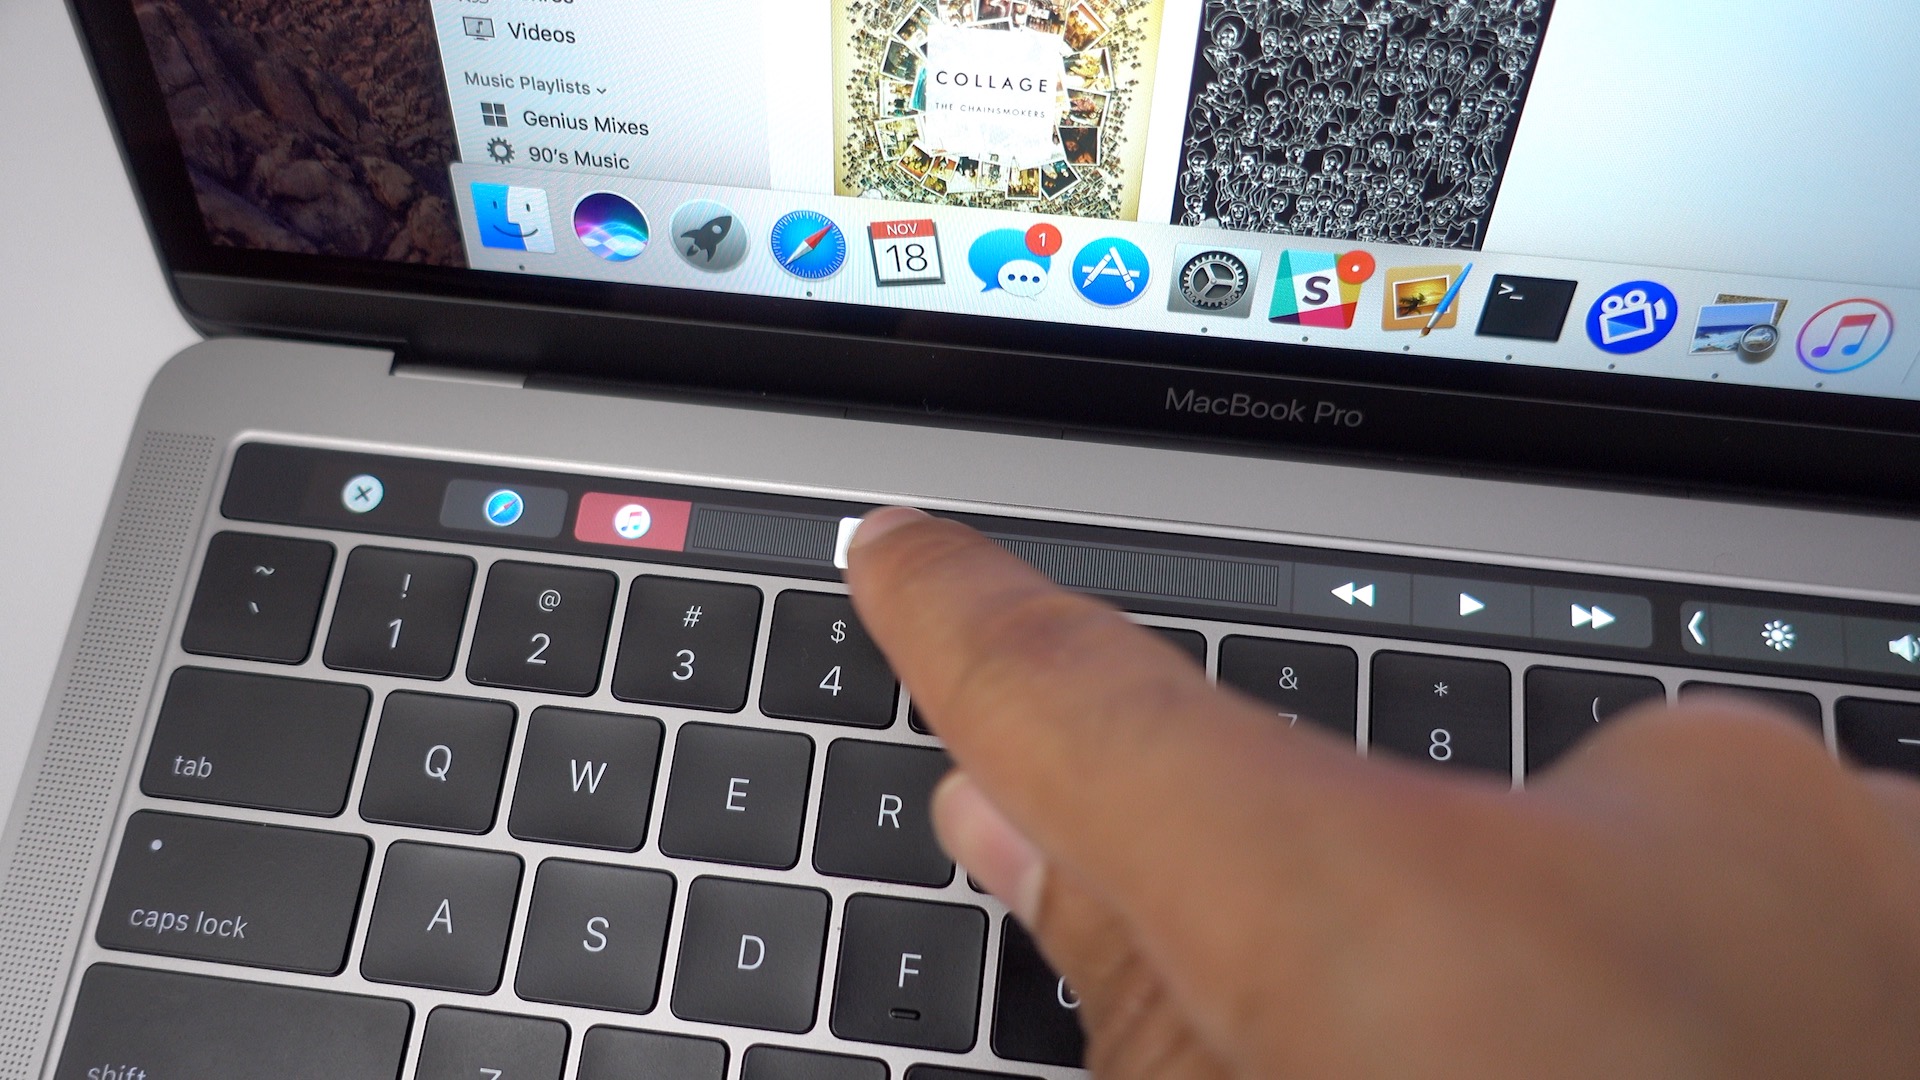 Videos
Music Playlists
Genius Mixes
90's Music
COLLAGE
THE CHAINSMOKERS
NOV
18
1
S
>_
MacBook Pro
~
`
!
1
@
2
#
3
$
4
&
*
8
(
tab
Q
W
E
R
caps lock
A
S
D
F
shift
Z